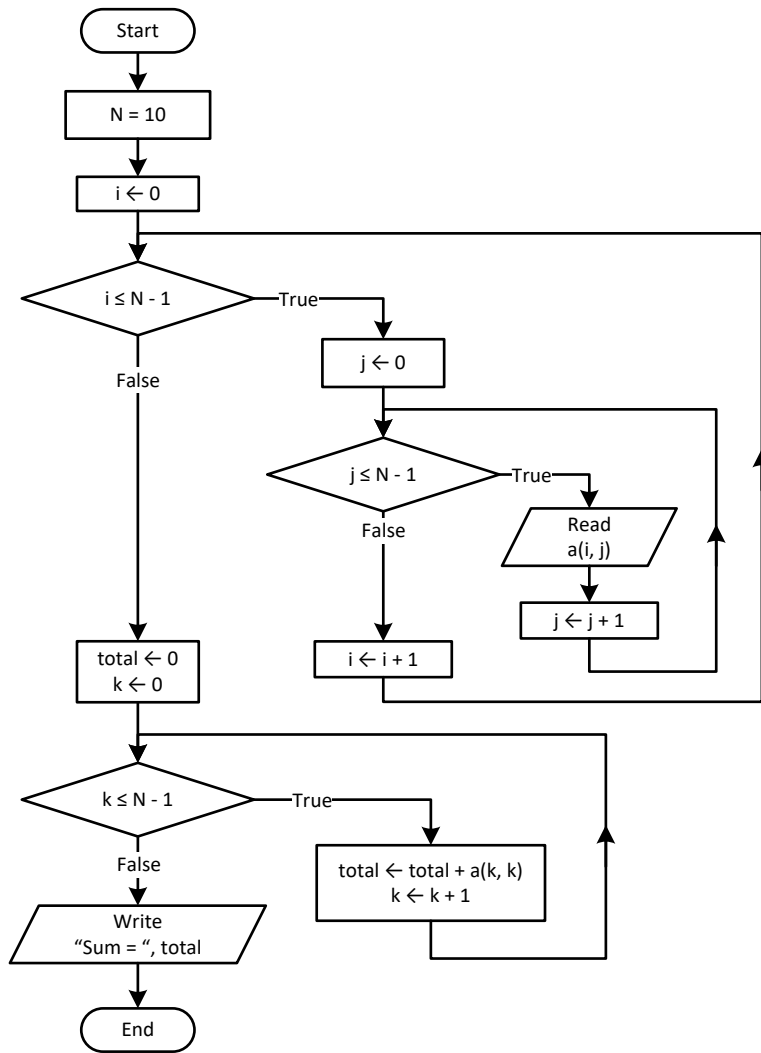 Start
N = 10
i ← 0
i ≤ N - 1
True
False
j ← 0
j ≤ N - 1
True
False
Read
a(i, j)
j ← j + 1
i ← i + 1
total ← 0
k ← 0
k ≤ N - 1
True
False
total ← total + a(k, k)
k ← k + 1
Write
“Sum = “, total
End